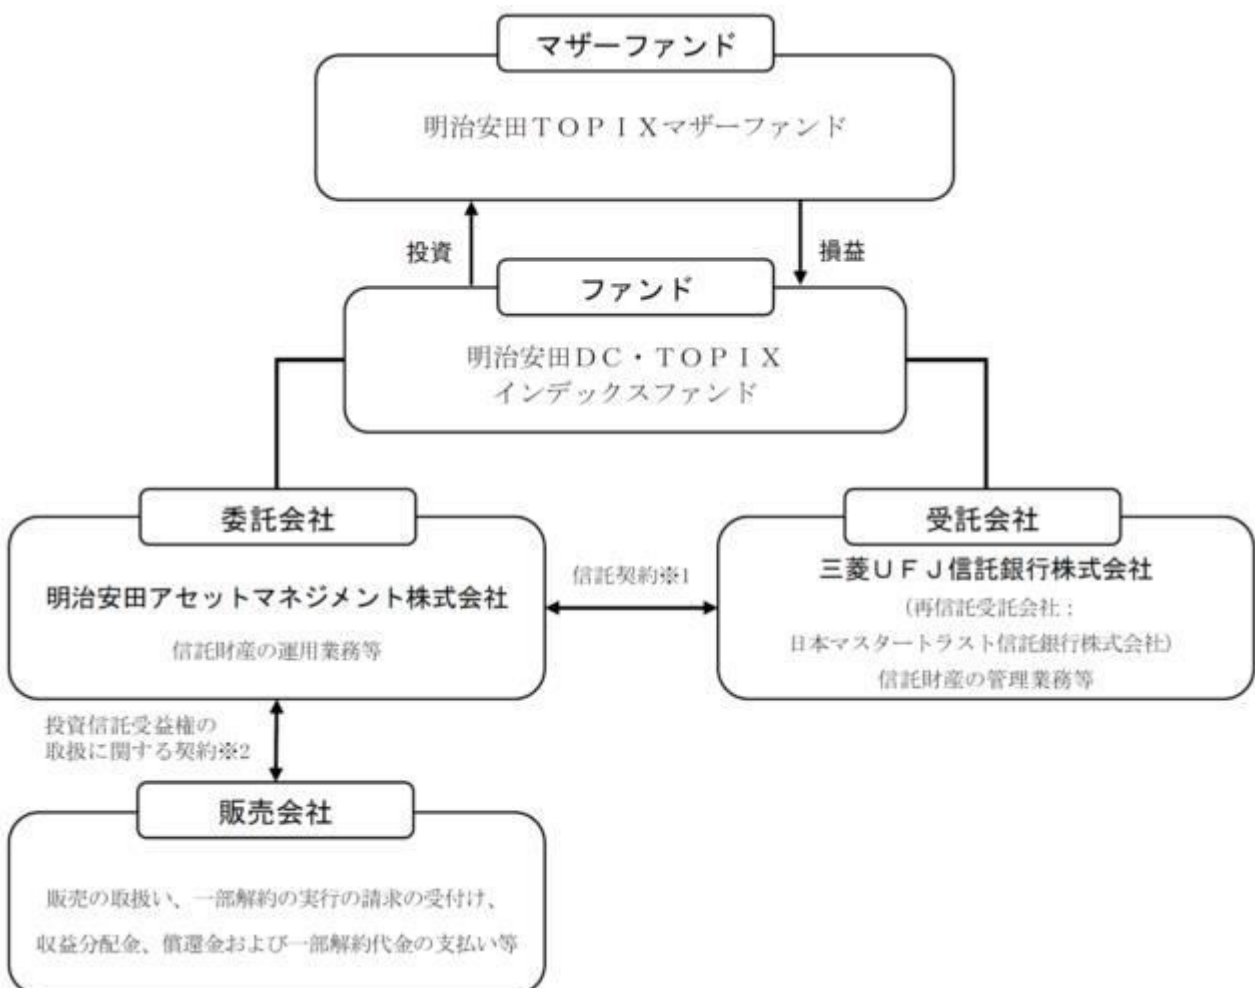 マザーファンド
明治安田ＴＯＰＩＸマザーファンド
投資
損益
ファンド
明治安田DC・ＴＯＰＩＸ
インデックスファンド
委託会社
明治安田アセットマネジメント株式会社
信託財産の運用業務等
信託契約※1
受託会社
三菱ＵＦＪ信託銀行株式会社
（再信託受託会社：
日本マスタートラスト信託銀行株式会社）
信託財産の管理業務等
投資信託受益権の
取扱に関する契約※2
販売会社
販売の取扱い、一部解約の実行の請求の受付け、
収益分配金、償還金および一部解約代金の支払い等